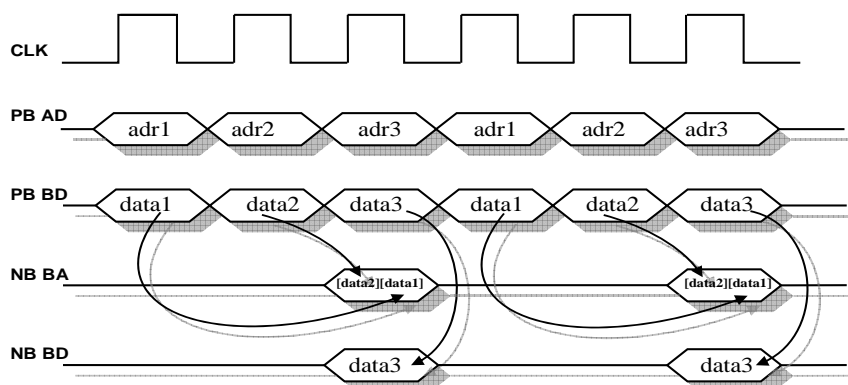 CLK
PB AD adr1 adr2 adr3 adr1 adr2 adr3
PB BD data1 data2 data3 data1 data2 data3
NB BA [data2][data1] [data2][data1]
NB BD data3 data3